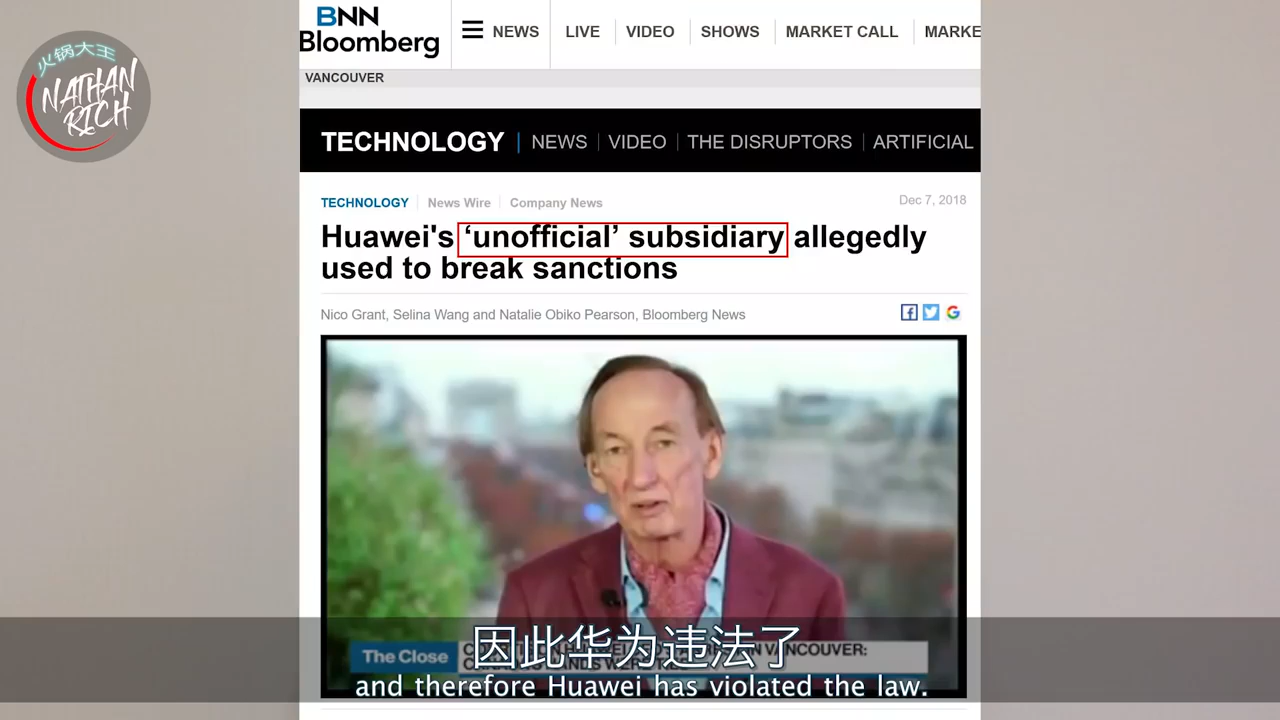 火锅大王
NATHAN
RICH
BNN
Bloomberg
NEWS
LIVE
VIDEO
SHOWS
MARKET CALL
MARKE
VANCOUVER
TECHNOLOGY
NEWS
VIDEO
THE DISRUPTORS
ARTIFICIAL
TECHNOLOGY
News Wire
Company News
Dec 7, 2018
Huawei's ‘unofficial’ subsidiary allegedly
used to break sanctions
Nico Grant, Selina Wang and Natalie Obiko Pearson, Bloomberg News
The Close
VANCOUVER:
因此华为违法了
and therefore Huawei has violated the law.